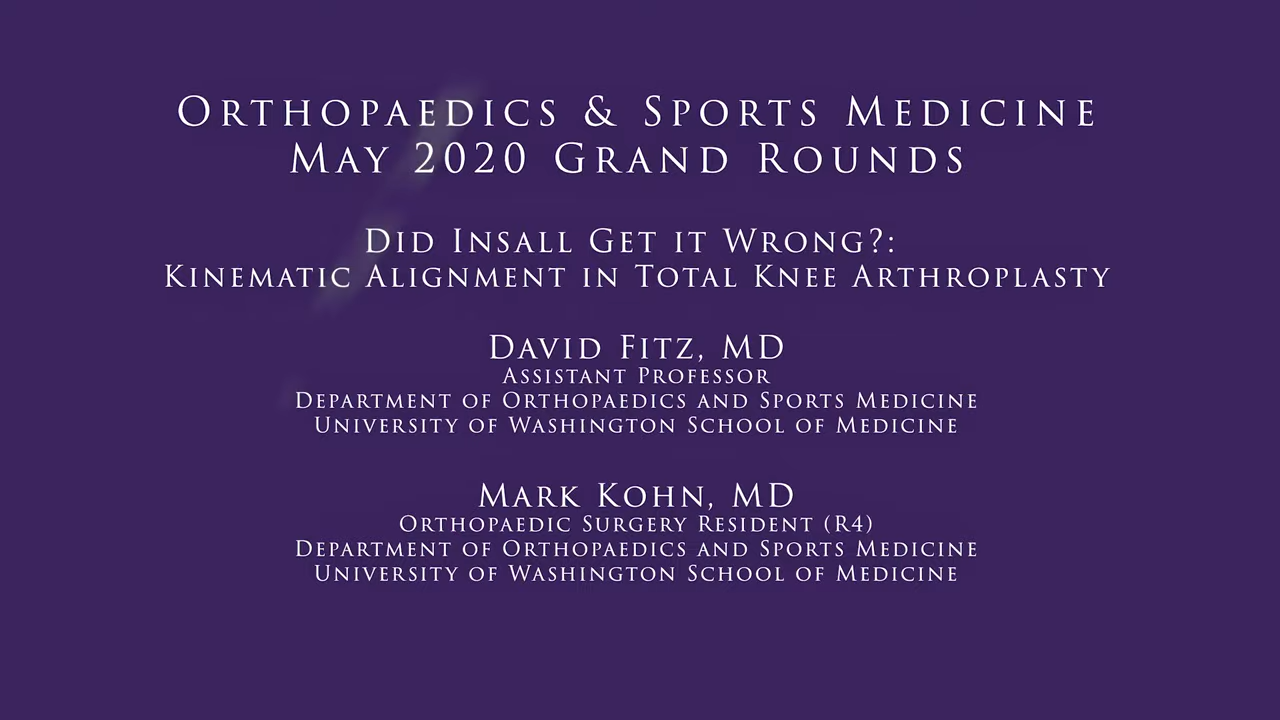 Orthopaedics & Sports Medicine
May 2020 Grand Rounds
Did Insall Get it Wrong?:
Kinematic Alignment in Total Knee Arthroplasty
David Fitz, MD
Assistant Professor
Department of Orthopaedics and Sports Medicine
University of Washington School of Medicine
Mark Kohn, MD
Orthopaedic Surgery Resident (R4)
Department of Orthopaedics and Sports Medicine
University of Washington School of Medicine